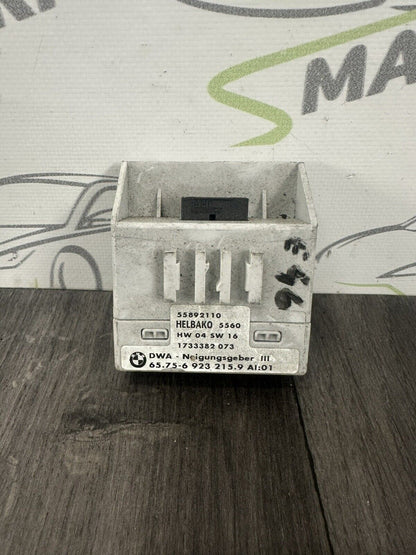 S
MA
55892110
HELBAKO 5560
HW 04 SW 16
1733382 073
DWA - Neigungsgeber III
65.75-6 923 215.9 AI:01